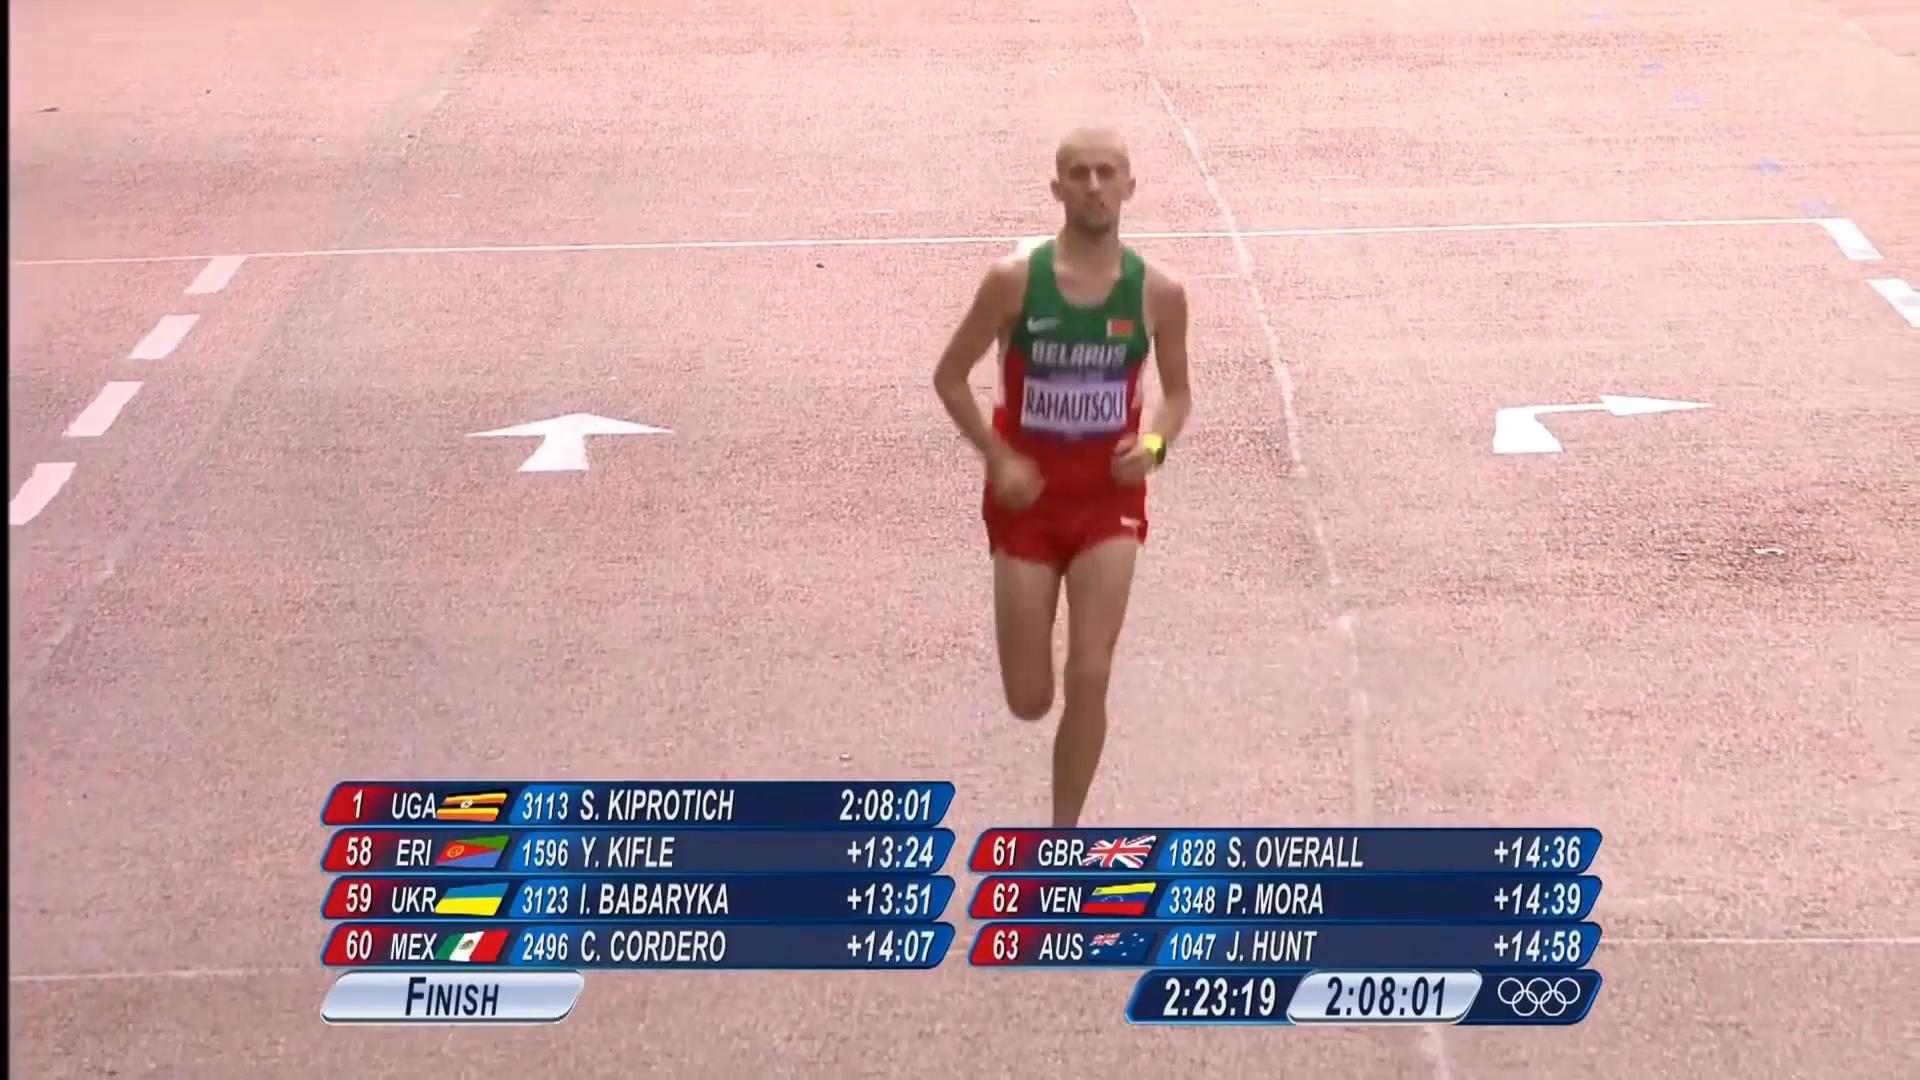 BELARUS
RAHAUTSOU
1 UGA 3113 S. KIPROTICH 2:08:01
58 ERI 1596 Y. KIFLE +13:24
59 UKR 3123 I. BABARYKA +13:51
60 MEX 2496 C. CORDERO +14:07
61 GBR 1828 S. OVERALL +14:36
62 VEN 3348 P. MORA +14:39
63 AUS 1047 J. HUNT +14:58
FINISH
2:23:19 2:08:01